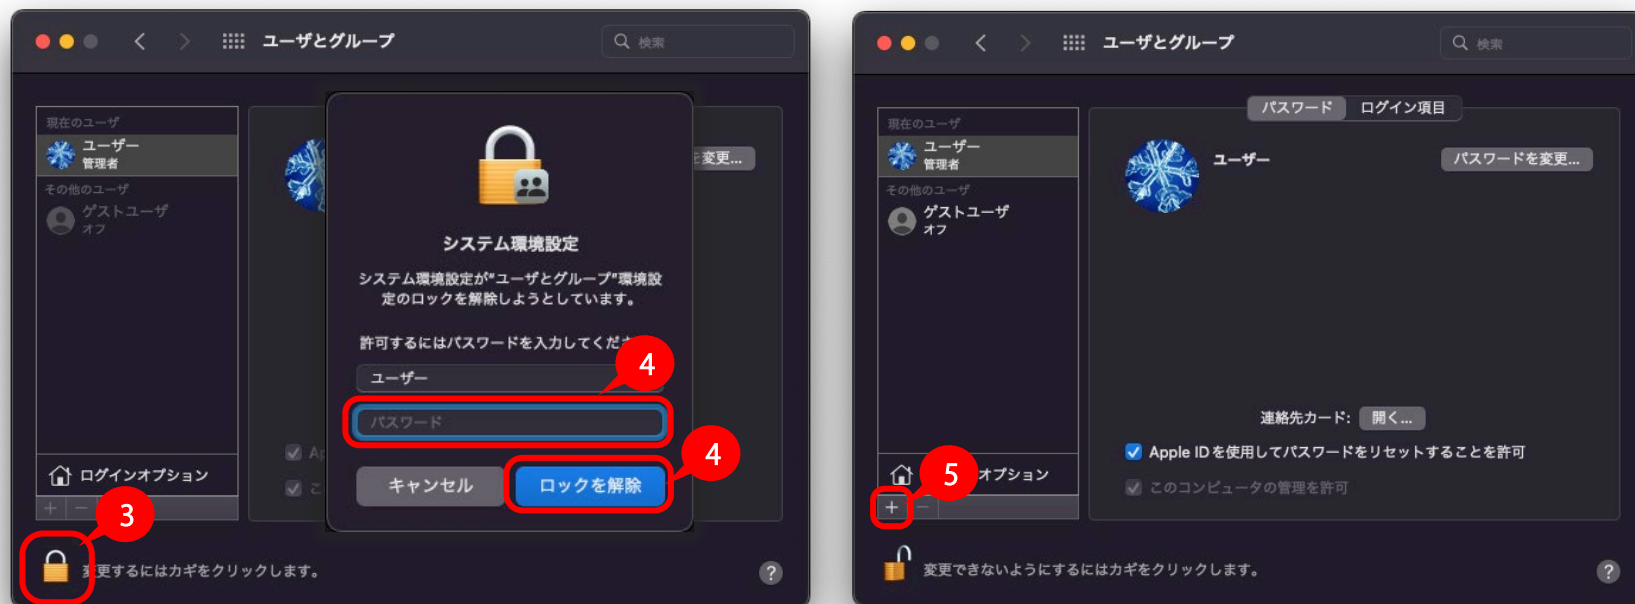 ユーザとグループ
検索
現在のユーザ
ユーザー
管理者
その他のユーザ
ゲストユーザ
オフ
ログインオプション
+ −
3
変更するにはカギをクリックします。
?
を変更...
システム環境設定
システム環境設定が"ユーザとグループ"環境設
定のロックを解除しようとしています。
許可するにはパスワードを入力してくだ
4
ユーザー
パスワード
4
キャンセル
ロックを解除
ユーザとグループ
検索
現在のユーザ
ユーザー
管理者
その他のユーザ
ゲストユーザ
オフ
5
オプション
+ −
パスワード
ログイン項目
ユーザー
パスワードを変更...
連絡先カード: 開く...
Apple IDを使用してパスワードをリセットすることを許可
このコンピュータの管理を許可
変更できないようにするにはカギをクリックします。
?